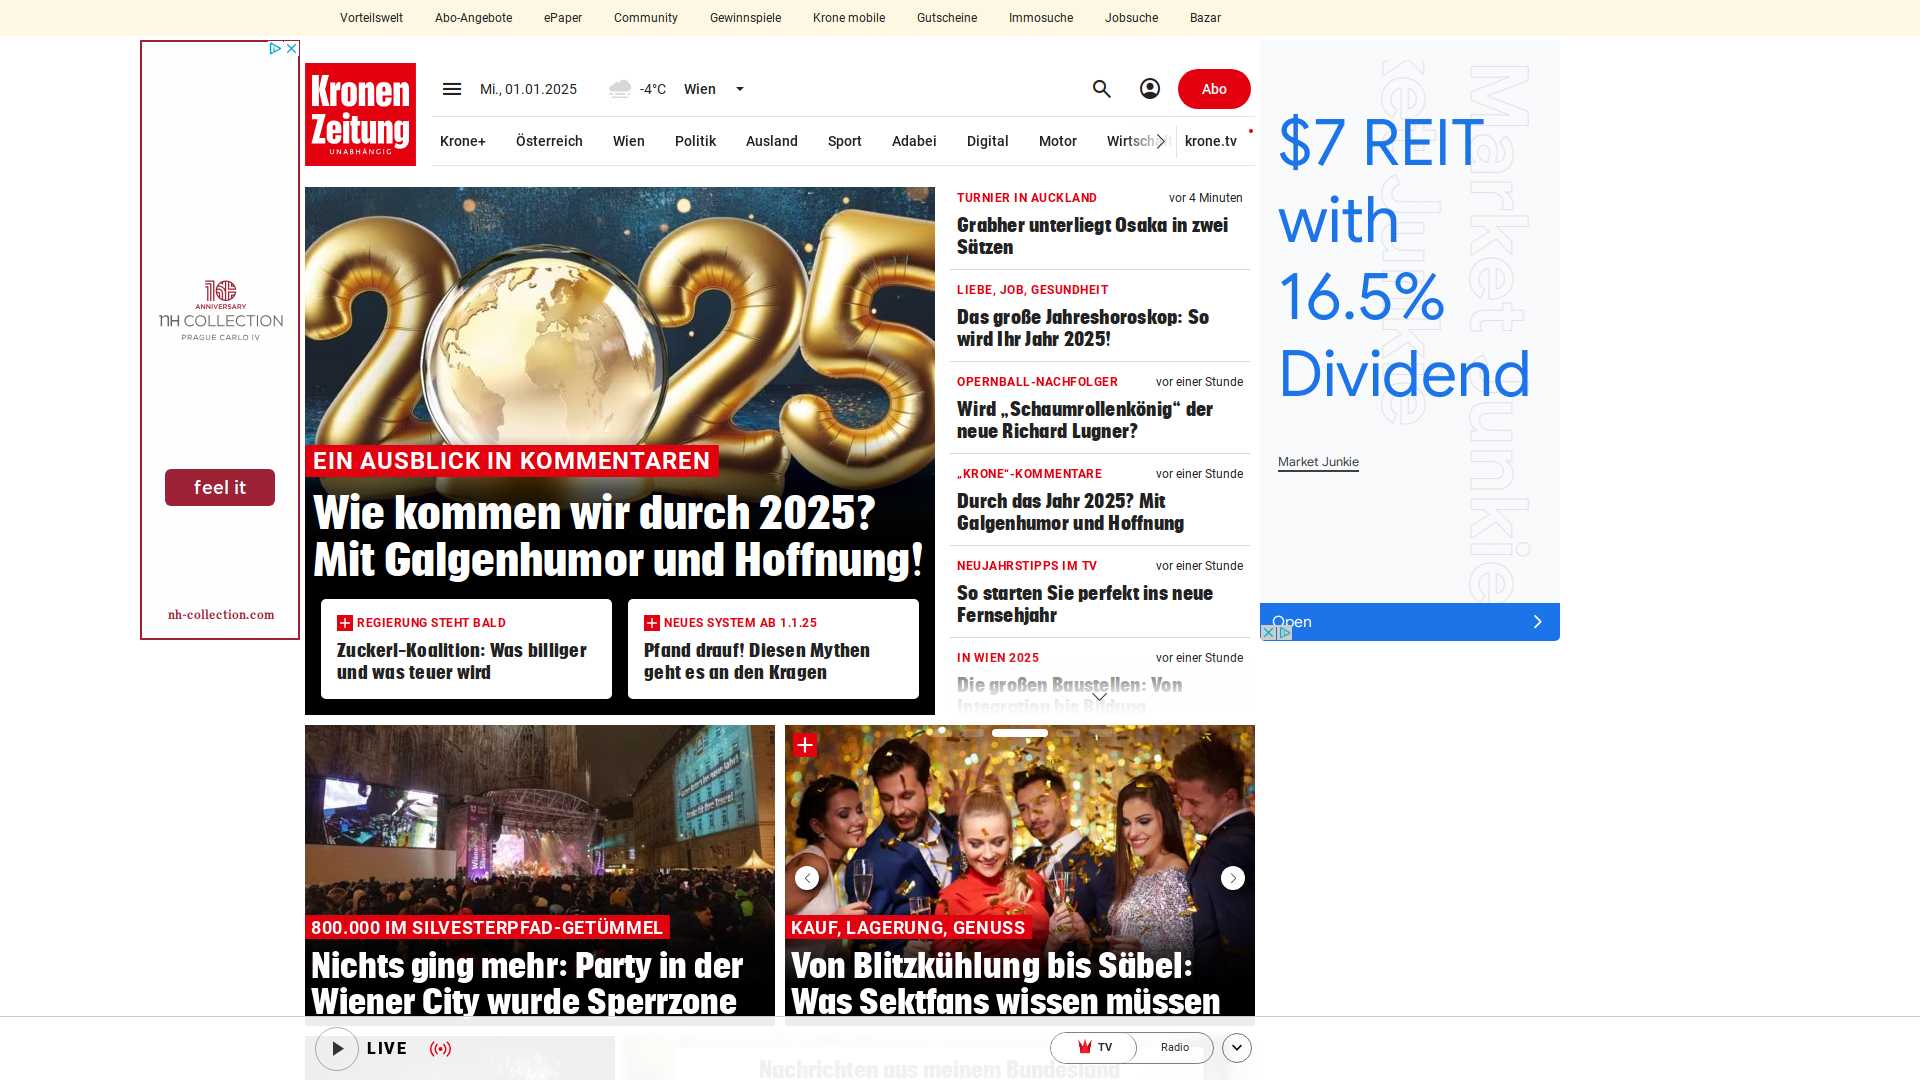 Vorteilswelt
Abo-Angebote
ePaper
Community
Gewinnspiele
Krone mobile
Gutscheine
Immosuche
Jobsuche
Bazar
Kronen
Zeitung
UNABHÄNGIG
Mi., 01.01.2025
-4°C
Wien
Abo
Krone+
Österreich
Wien
Politik
Ausland
Sport
Adabei
Digital
Motor
krone.tv
10
ANNIVERSARY
NH COLLECTION
PRAGUE CARLO IV
feel it
nh-collection.com
EIN AUSBLICK IN KOMMENTAREN
Wie kommen wir durch 2025?
Mit Galgenhumor und Hoffnung!
REGIERUNG STEHT BALD
Zuckerl-Koalition: Was billiger
und was teuer wird
NEUES SYSTEM AB 1.1.25
Pfand drauf! Diesen Mythen
geht es an den Kragen
TURNIER IN AUCKLAND
vor 4 Minuten
Grabher unterliegt Osaka in zwei
Sätzen
LIEBE, JOB, GESUNDHEIT
Das große Jahreshoroskop: So
wird Ihr Jahr 2025!
OPERNBALL-NACHFOLGER
vor einer Stunde
Wird „Schaumrollenkönig“ der
neue Richard Lugner?
„KRONE“-KOMMENTARE
vor einer Stunde
Durch das Jahr 2025? Mit
Galgenhumor und Hoffnung
NEUJAHRSTIPPS IM TV
vor einer Stunde
So starten Sie perfekt ins neue
Fernsehjahr
IN WIEN 2025
vor einer Stunde
Die großen Baustellen: Von
Integration bis Bildung
$7 REIT
with
16.5%
Dividend
Market Junkie
Market Junkie
Open
800.000 IM SILVESTERPFAD-GETÜMMEL
Nichts ging mehr: Party in der
Wiener City wurde Sperrzone
KAUF, LAGERUNG, GENUSS
Von Blitzkühlung bis Säbel:
Was Sektfans wissen müssen
LIVE
TV
Radio
Nachrichten aus meinem Bundesland